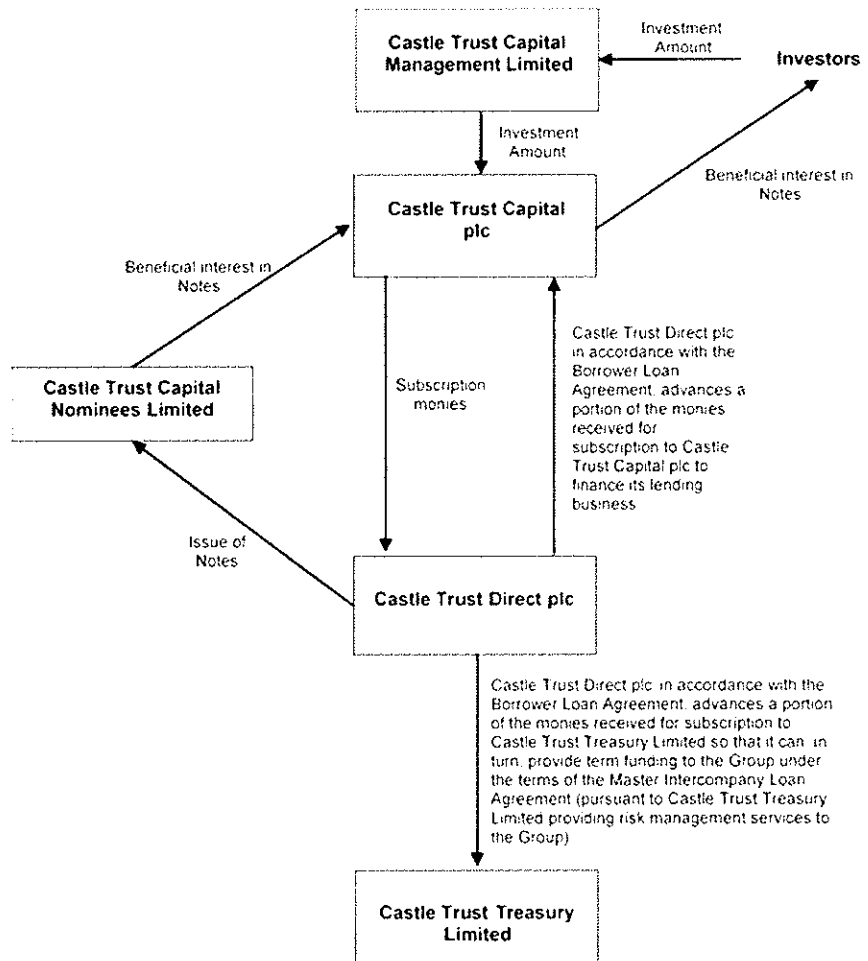 Castle Trust Capital
Management Limited
Investment
Amount
Investors
Investment
Amount
Castle Trust Capital
plc
Beneficial interest in
Notes
Beneficial interest in
Notes
Castle Trust Capital
Nominees Limited
Subscription
monies
Castle Trust Direct plc
in accordance with the
Borrower Loan
Agreement, advances a
portion of the monies
received for
subscription to Castle
Trust Capital plc to
finance its lending
business
Issue of
Notes
Castle Trust Direct plc
Castle Trust Direct plc in accordance with the
Borrower Loan Agreement, advances a portion
of the monies received for subscription to
Castle Trust Treasury Limited so that it can in
turn, provide term funding to the Group under
the terms of the Master Intercompany Loan
Agreement (pursuant to Castle Trust Treasury
Limited providing risk management services to
the Group)
Castle Trust Treasury
Limited